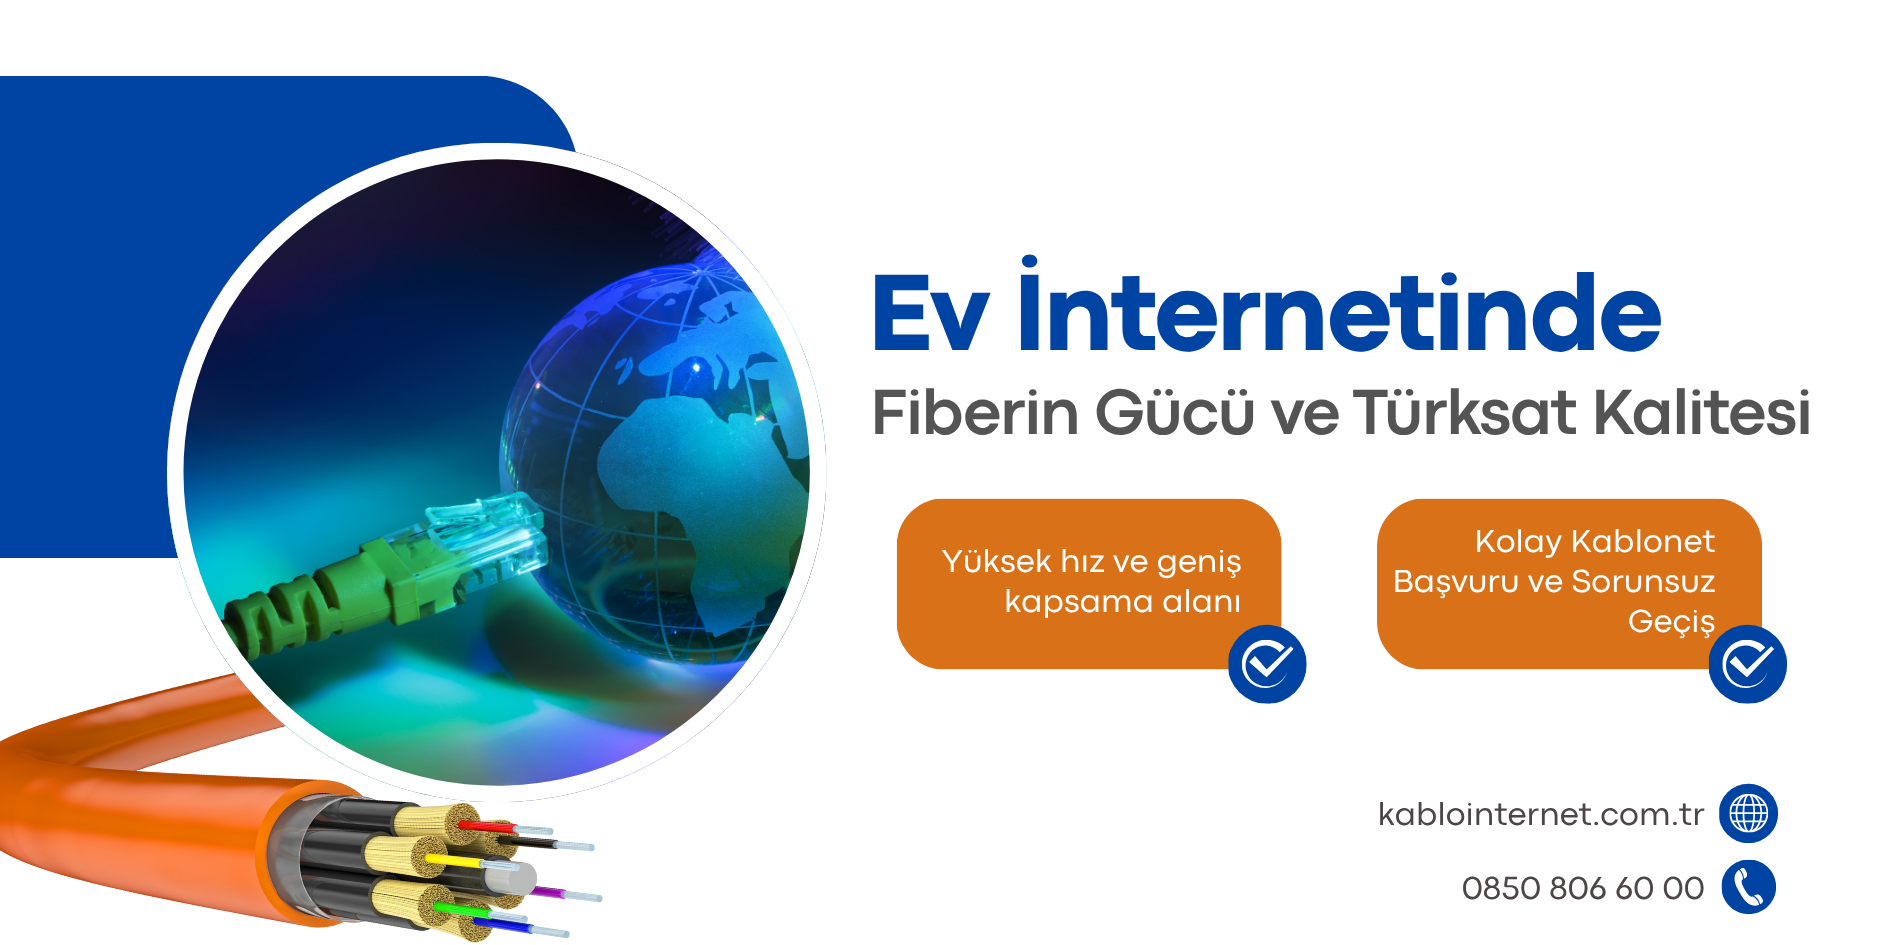 Ev İnternetinde
Fiberin Gücü ve Türksat Kalitesi
Yüksek hız ve geniş
kapsama alanı
Kolay Kablonet
Başvuru ve Sorunsuz
Geçiş
kablointernet.com.tr
0850 806 60 00